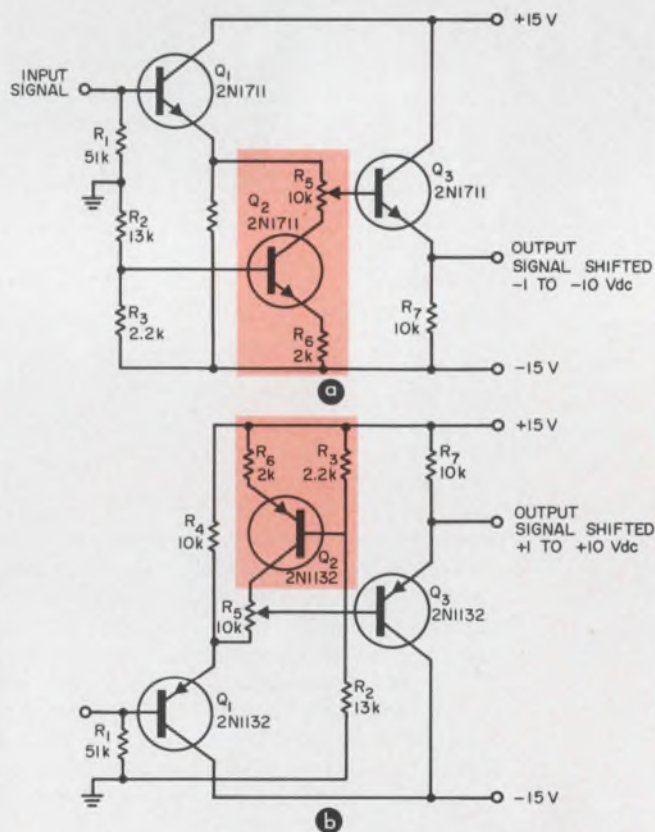 +15 V
INPUT
SIGNAL
Q1
2N1711
R1
51k
R5
10k
Q3
2N1711
Q2
2N1711
R2
13k
OUTPUT
SIGNAL SHIFTED
-1 TO -10 Vdc
R3
2.2k
R7
10k
R6
2k
-15 V
a
+15 V
R6
2k
R3
2.2k
R7
10k
R4
10k
OUTPUT
SIGNAL SHIFTED
+1 TO +10 Vdc
Q2
2N1132
R5
10k
Q3
2N1132
Q1
2N1132
R2
13k
R1
51k
-15 V
b